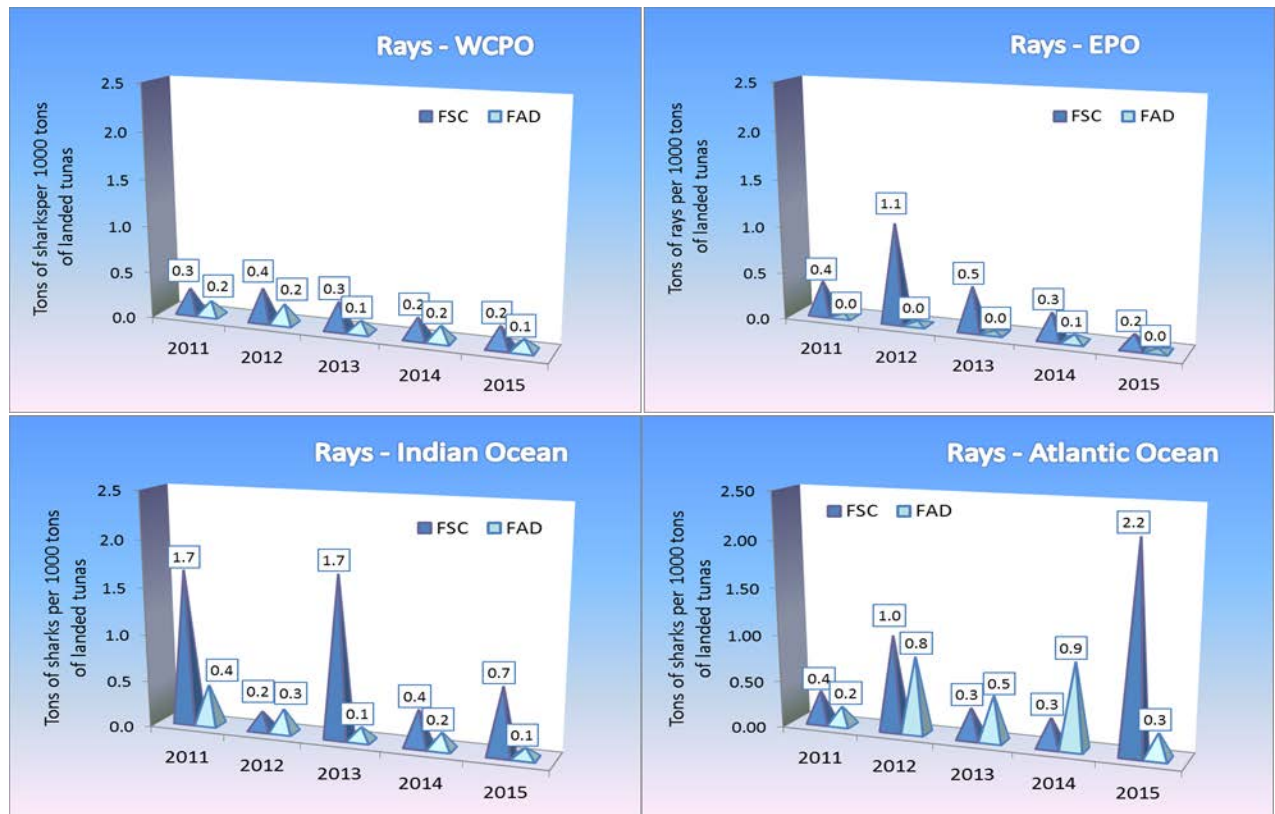 Rays - WCPO
Tons of sharksper 1000 tons
of landed tunas
2.5
2.0
1.5
1.0
0.5
0.0
FSC FAD
0.3 0.2 0.4 0.2 0.3 0.1 0.2 0.2 0.2 0.1
2011 2012 2013 2014 2015
Rays - EPO
Tons of rays per 1000 tons
of landed tunas
2.5
2.0
1.5
1.0
0.5
0.0
FSC FAD
0.4 0.0 1.1 0.0 0.5 0.0 0.3 0.1 0.2 0.0
2011 2012 2013 2014 2015
Rays - Indian Ocean
Tons of sharks per 1000 tons
of landed tunas
2.5
2.0
1.5
1.0
0.5
0.0
FSC FAD
1.7 0.4 0.2 0.3 1.7 0.1 0.4 0.2 0.7 0.1
2011 2012 2013 2014 2015
Rays - Atlantic Ocean
Tons of sharks per 1000 tons
of landed tunas
2.50
2.00
1.50
1.00
0.50
0.00
FSC FAD
0.4 0.2 1.0 0.8 0.3 0.5 0.3 0.9 2.2 0.3
2011 2012 2013 2014 2015